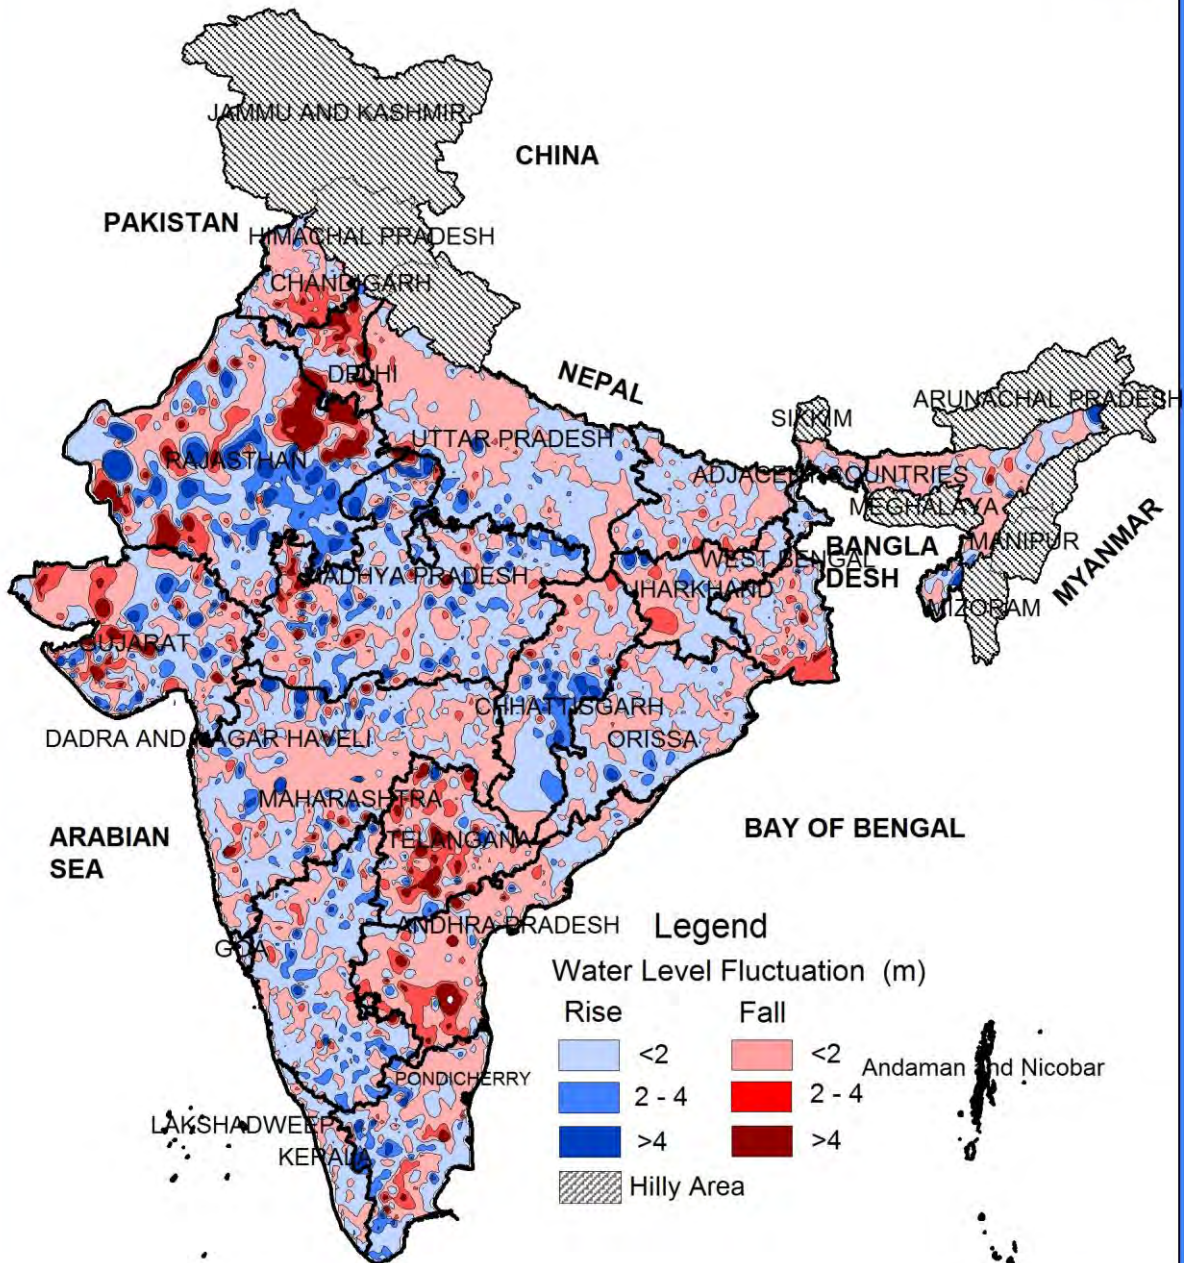 JAMMU AND KASHMIR
CHINA
PAKISTAN
HIMACHAL PRADESH
CHANDIGARH
DELHI
NEPAL
ARUNACHAL PRADESH
SIKKIM
UTTAR PRADESH
RAJASTHAN
ADJACENT COUNTRIES
MEGHALAYA
MANIPUR
MYANMAR
BANGLA
DESH
WEST BENGAL
MADHYA PRADESH
JHARKHAND
MIZORAM
GUJARAT
CHHATTISGARH
ORISSA
DADRA AND NAGAR HAVELI
MAHARASHTRA
TELANGANA
ARABIAN
SEA
BAY OF BENGAL
ANDHRA PRADESH
GOA
Legend
Water Level Fluctuation (m)
Rise Fall
<2 <2
2 - 4 2 - 4
>4 >4
Hilly Area
Andaman and Nicobar
PONDICHERRY
LAKSHADWEEP
KERALA